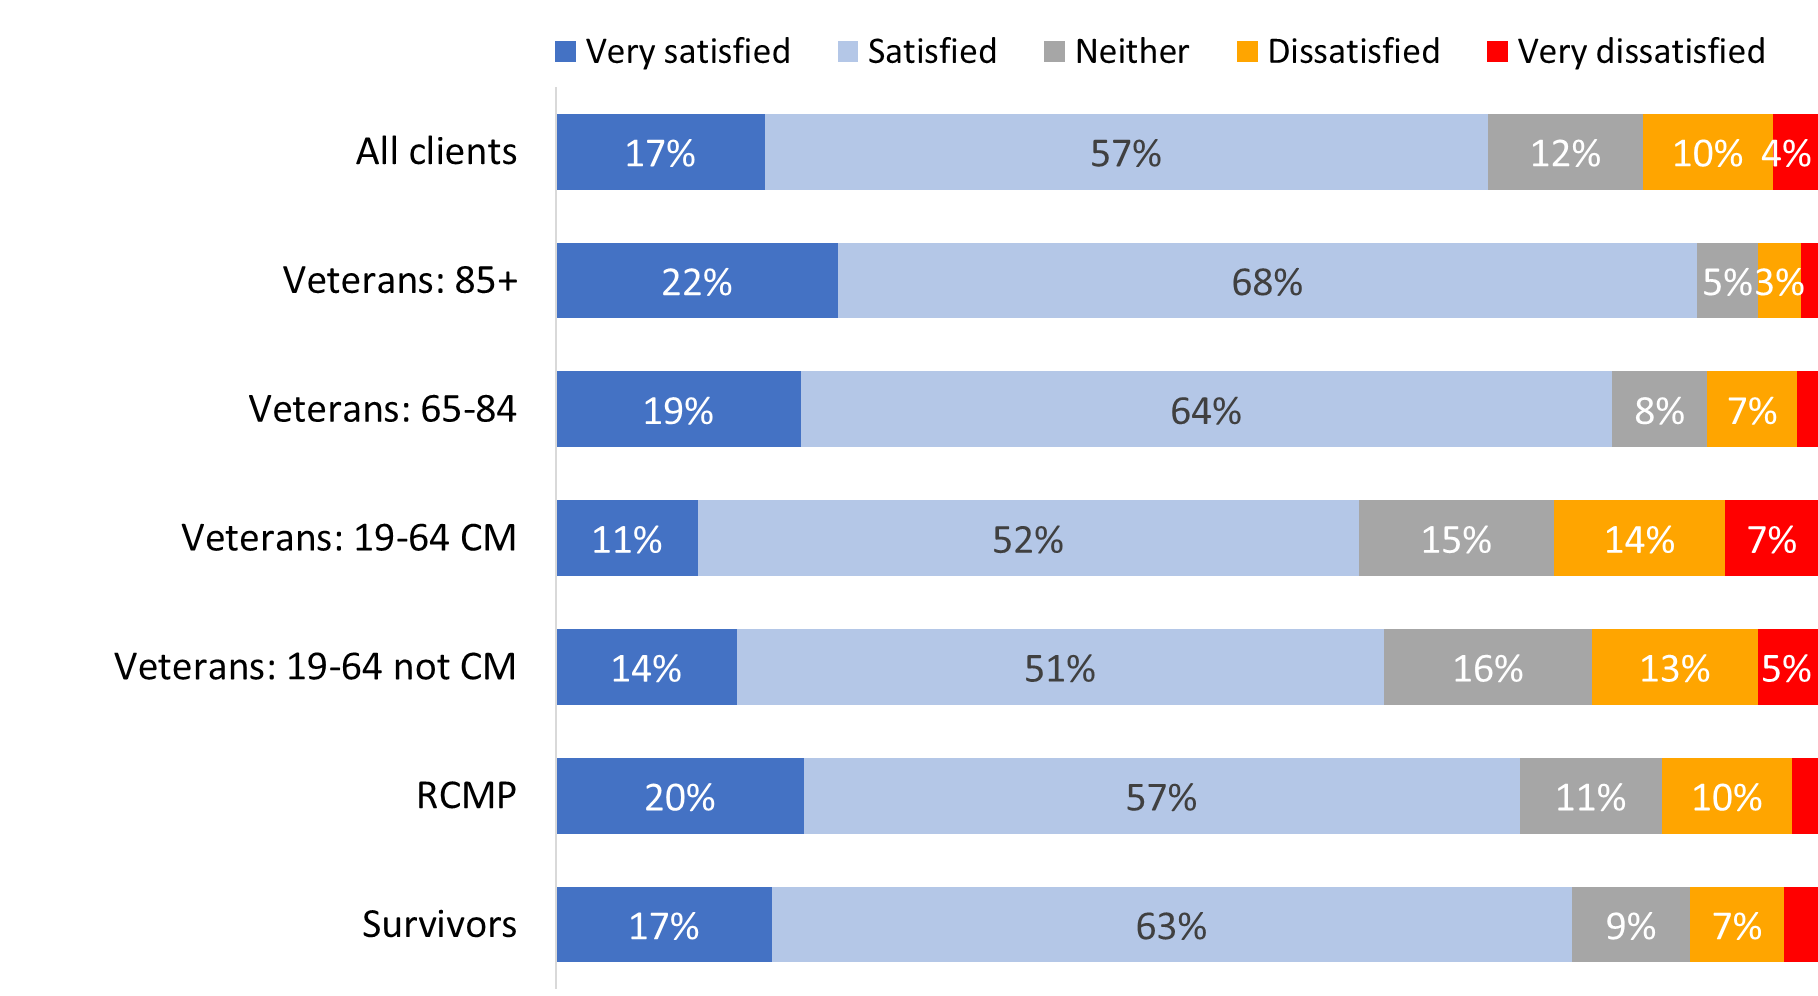 Very satisfied Satisfied Neither Dissatisfied Very dissatisfied
All clients 17% 57% 12% 10% 4%
Veterans: 85+ 22% 68% 5% 3%
Veterans: 65-84 19% 64% 8% 7%
Veterans: 19-64 CM 11% 52% 15% 14% 7%
Veterans: 19-64 not CM 14% 51% 16% 13% 5%
RCMP 20% 57% 11% 10%
Survivors 17% 63% 9% 7%